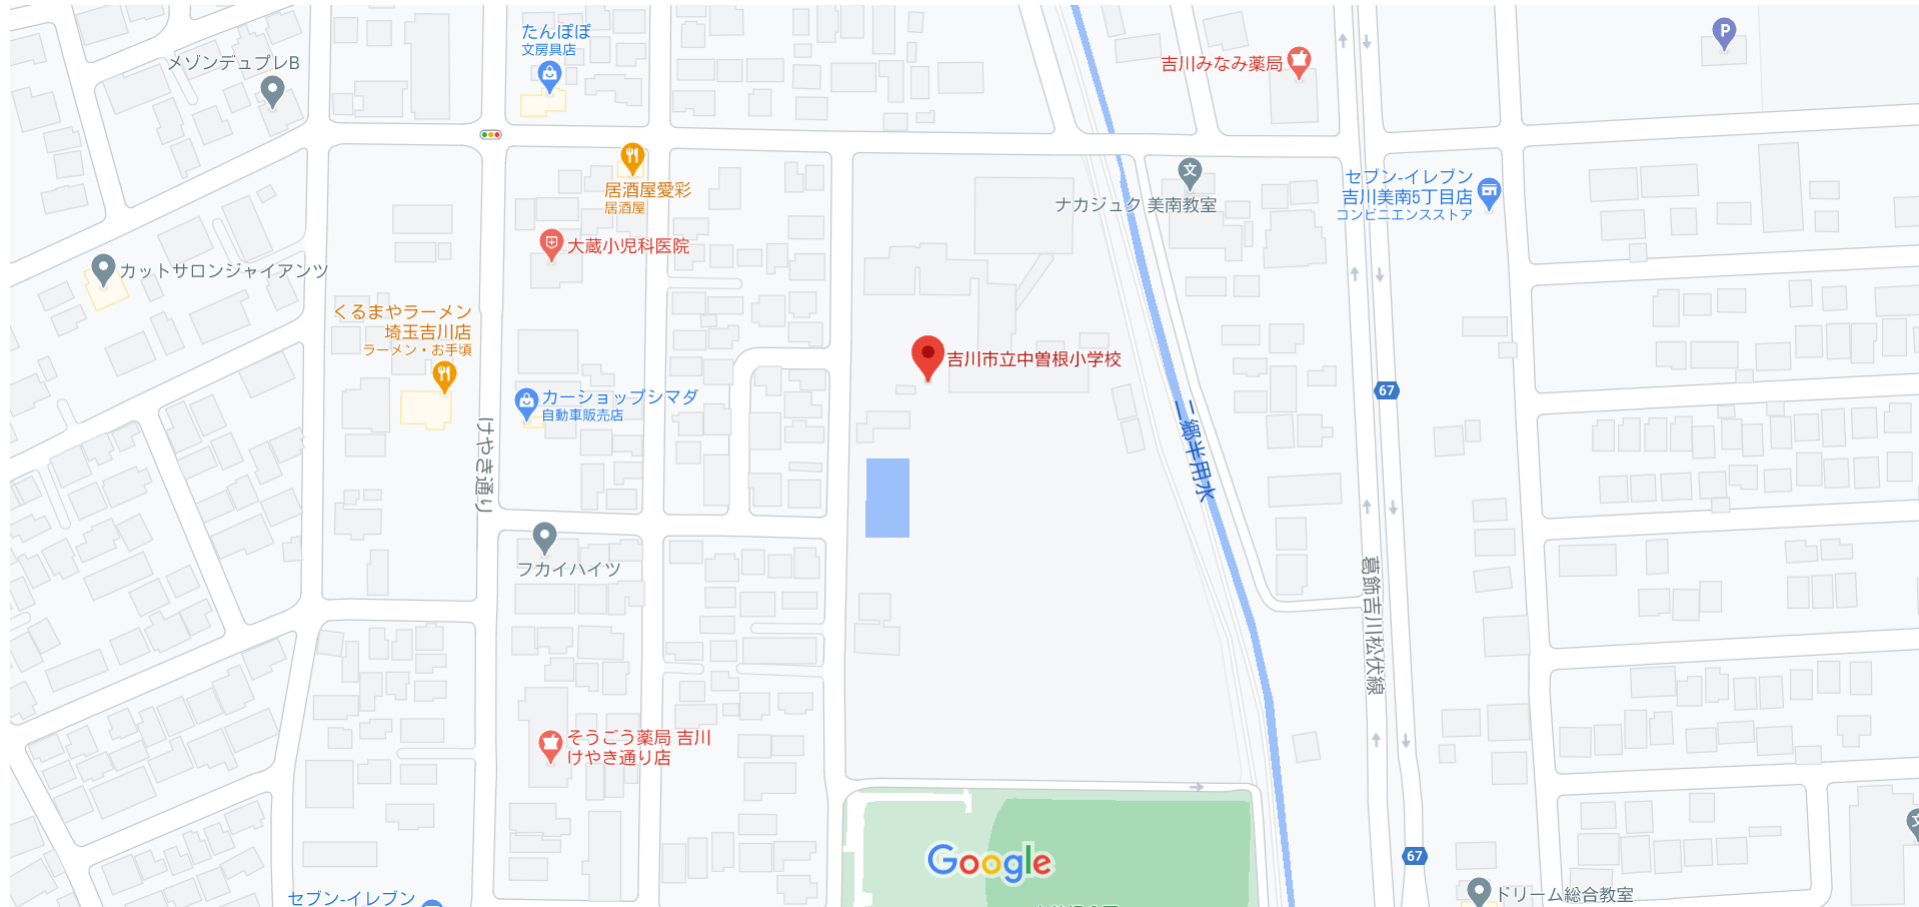 たんぽぽ
文房具店
メゾンデュプレB
吉川みなみ薬局
P
居酒屋愛彩
居酒屋
文
ナカジュク 美南教室
セブン-イレブン
吉川美南5丁目店
コンビニエンスストア
大蔵小児科医院
カットサロンジャイアンツ
くるまやラーメン
埼玉吉川店
ラーメン・お手頃
吉川市立中曽根小学校
カーショップシマダ
自動車販売店
67
けやき通り
二郷半用水
フカイハイツ
葛飾吉川松伏線
そうごう薬局 吉川
けやき通り店
文
Google
67
セブン-イレブン
ドリーム総合教室